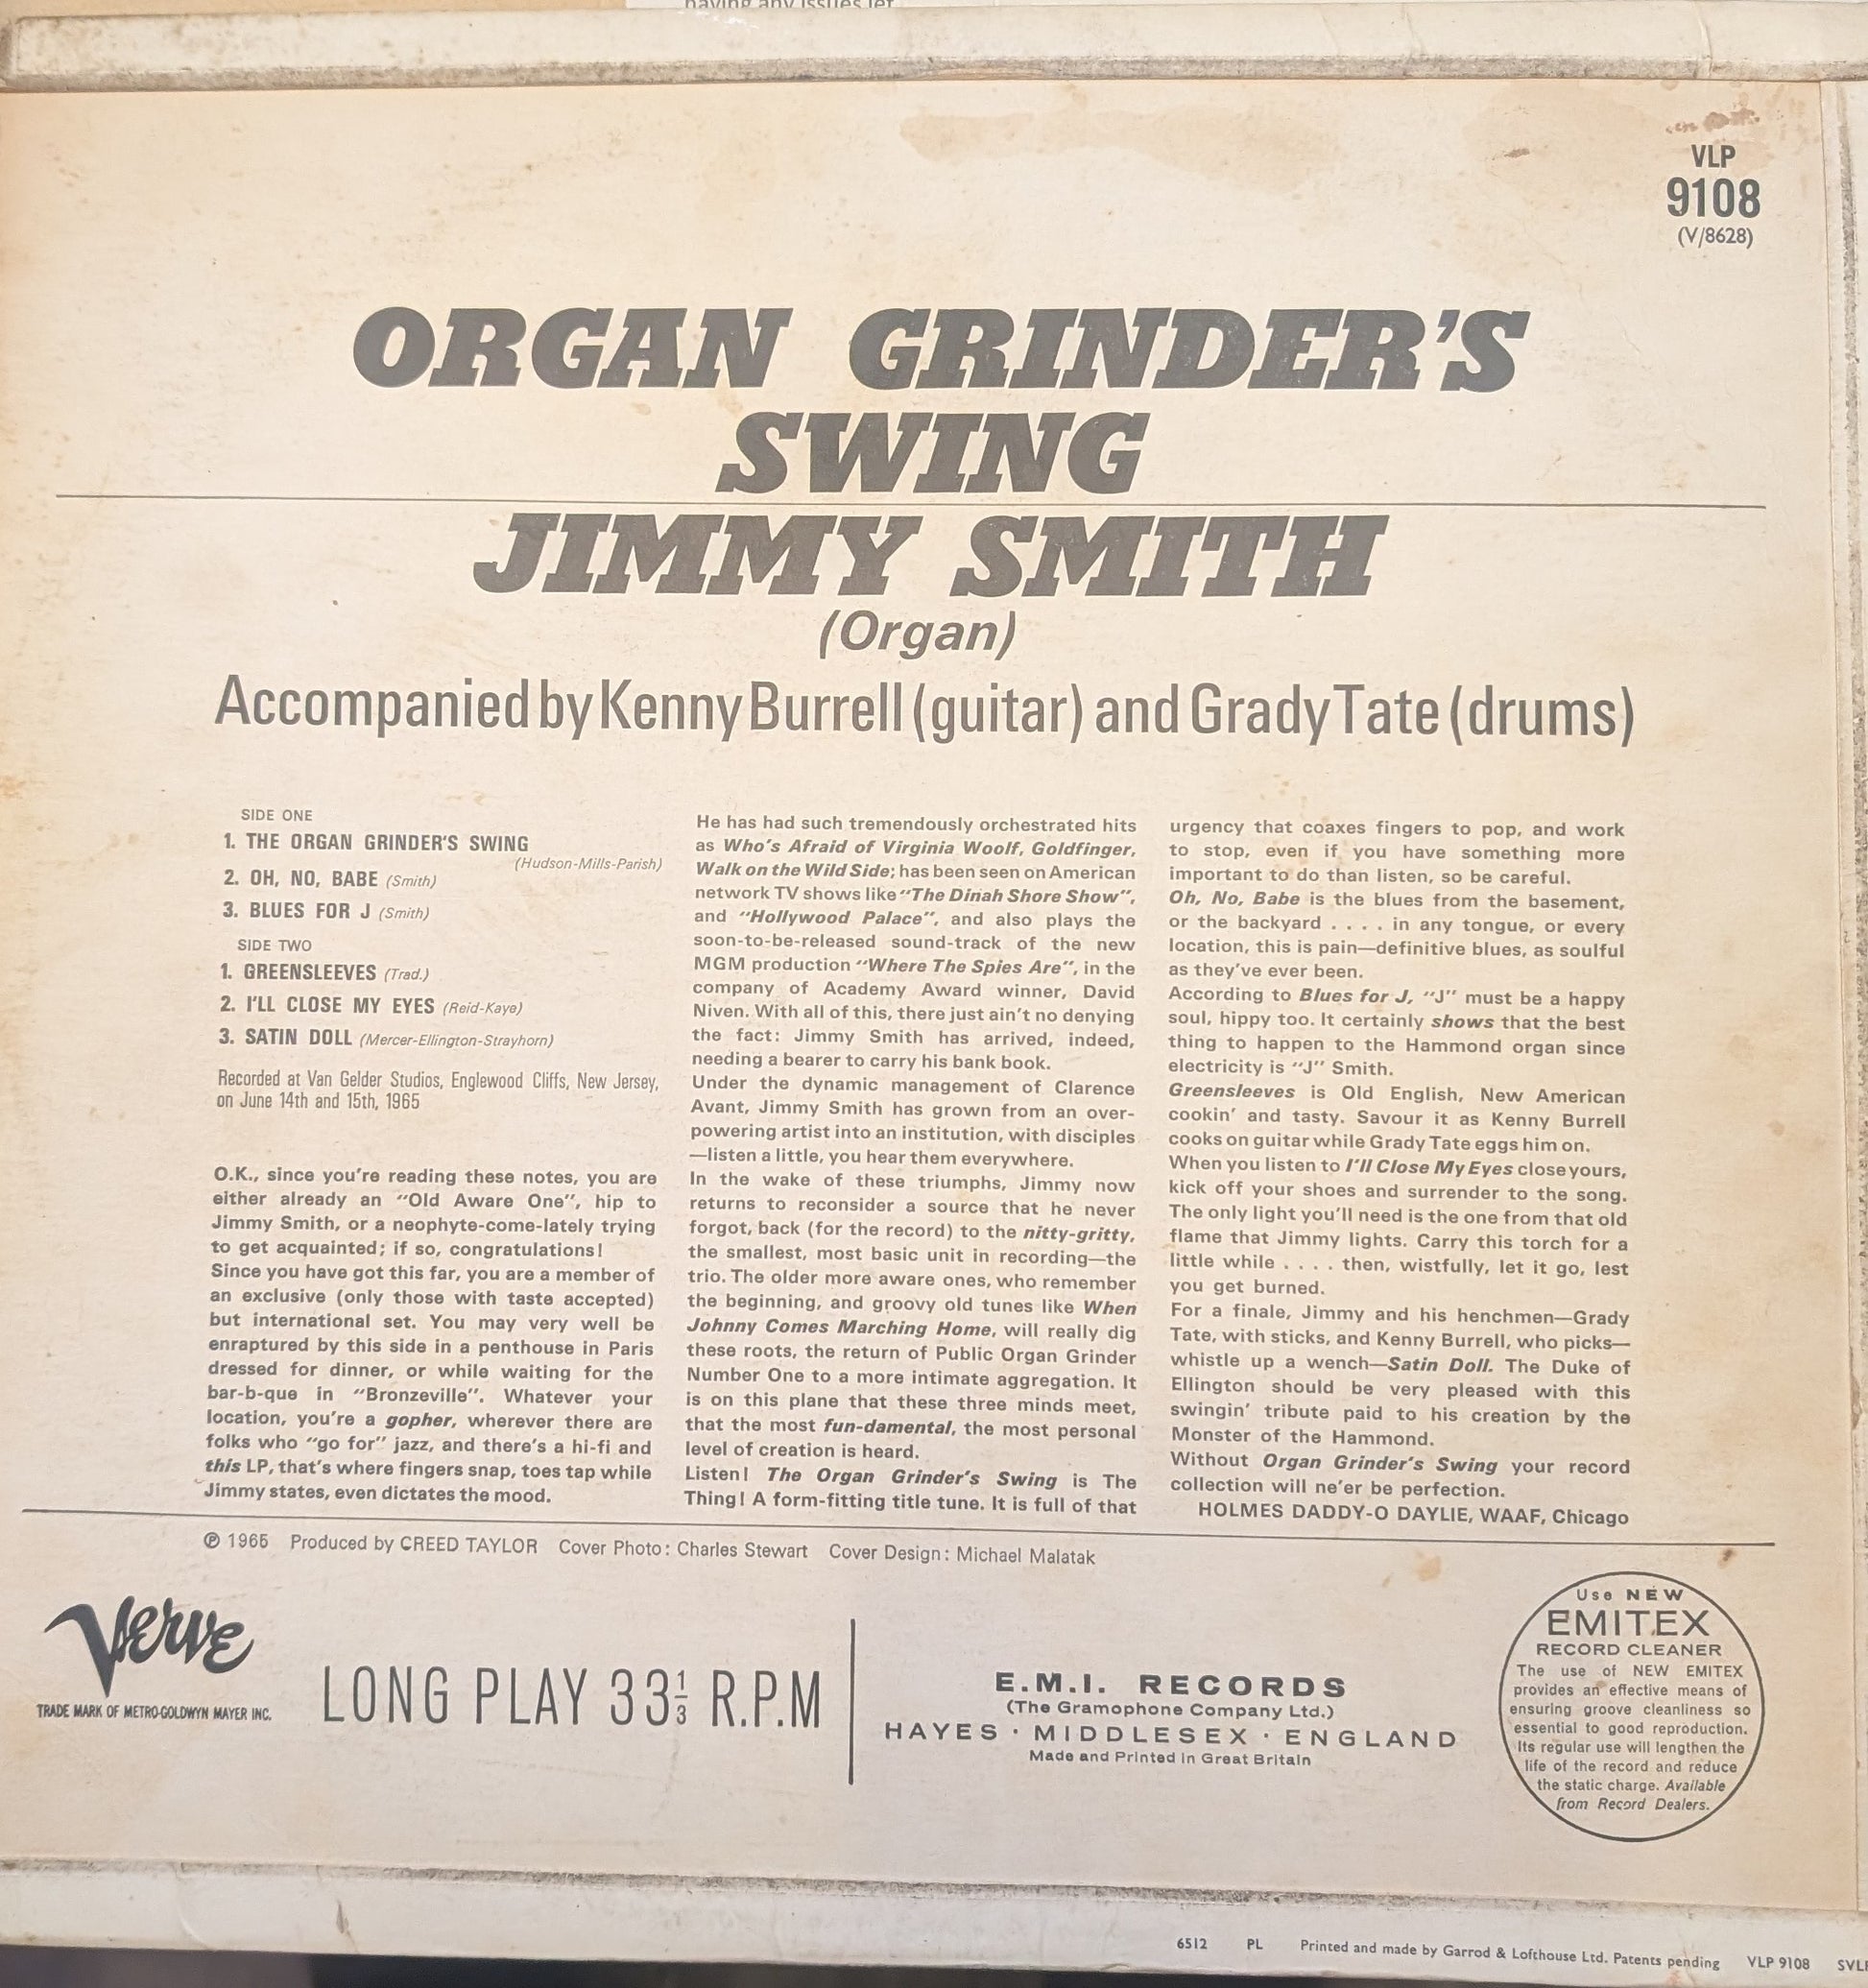 having any issues let
VLP
9108
(V/8628)
ORGAN GRINDER'S
SWING
JIMMY SMITH
(Organ)
Accompanied by Kenny Burrell (guitar) and Grady Tate (drums)
SIDE ONE
1. THE ORGAN GRINDER'S SWING
(Hudson-Mills-Parish)
2. OH, NO, BABE (Smith)
3. BLUES FOR J (Smith)
SIDE TWO
1. GREENSLEEVES (Trad.)
2. I'LL CLOSE MY EYES (Reid-Kaye)
3. SATIN DOLL (Mercer-Ellington-Strayhorn)
Recorded at Van Gelder Studios, Englewood Cliffs, New Jersey,
on June 14th and 15th, 1965
O.K., since you're reading these notes, you are
either already an "Old Aware One", hip to
Jimmy Smith, or a neophyte-come-lately trying
to get acquainted; if so, congratulations!
Since you have got this far, you are a member of
an exclusive (only those with taste accepted)
but international set. You may very well be
enraptured by this side in a penthouse in Paris
dressed for dinner, or while waiting for the
bar-b-que in "Bronzeville". Whatever your
location, you're a gopher, wherever there are
folks who "go for" jazz, and there's a hi-fi and
this LP, that's where fingers snap, toes tap while
Jimmy states, even dictates the mood.
He has had such tremendously orchestrated hits
as Who's Afraid of Virginia Woolf, Goldfinger,
Walk on the Wild Side; has been seen on American
network TV shows like "The Dinah Shore Show",
and "Hollywood Palace", and also plays the
soon-to-be-released sound-track of the new
MGM production "Where The Spies Are", in the
company of Academy Award winner, David
Niven. With all of this, there just ain't no denying
the fact: Jimmy Smith has arrived, indeed,
needing a bearer to carry his bank book.
Under the dynamic management of Clarence
Avant, Jimmy Smith has grown from an over-
powering artist into an institution, with disciples
—listen a little, you hear them everywhere.
In the wake of these triumphs, Jimmy now
returns to reconsider a source that he never
forgot, back (for the record) to the nitty-gritty,
the smallest, most basic unit in recording—the
trio. The older more aware ones, who remember
the beginning, and groovy old tunes like When
Johnny Comes Marching Home, will really dig
these roots, the return of Public Organ Grinder
Number One to a more intimate aggregation. It
is on this plane that these three minds meet,
that the most fun-damental, the most personal
level of creation is heard.
Listen! The Organ Grinder's Swing is The
Thing! A form-fitting title tune. It is full of that
urgency that coaxes fingers to pop, and work
to stop, even if you have something more
important to do than listen, so be careful.
Oh, No, Babe is the blues from the basement,
or the backyard . . . . in any tongue, or every
location, this is pain—definitive blues, as soulful
as they've ever been.
According to Blues for J, "J" must be a happy
soul, hippy too. It certainly shows that the best
thing to happen to the Hammond organ since
electricity is "J" Smith.
Greensleeves is Old English, New American
cookin' and tasty. Savour it as Kenny Burrell
cooks on guitar while Grady Tate eggs him on.
When you listen to I'll Close My Eyes close yours,
kick off your shoes and surrender to the song.
The only light you'll need is the one from that old
flame that Jimmy lights. Carry this torch for a
little while . . . . then, wistfully, let it go, lest
you get burned.
For a finale, Jimmy and his henchmen—Grady
Tate, with sticks, and Kenny Burrell, who picks—
whistle up a wench—Satin Doll. The Duke of
Ellington should be very pleased with this
swingin' tribute paid to his creation by the
Monster of the Hammond.
Without Organ Grinder's Swing your record
collection will ne'er be perfection.
HOLMES DADDY-O DAYLIE, WAAF, Chicago
℗ 1965 Produced by CREED TAYLOR Cover Photo: Charles Stewart Cover Design: Michael Malatak
Verve
TRADE MARK OF METRO-GOLDWYN MAYER INC.
LONG PLAY 33⅓ R.P.M
E.M.I. RECORDS
(The Gramophone Company Ltd.)
HAYES · MIDDLESEX · ENGLAND
Made and Printed in Great Britain
Use NEW
EMITEX
RECORD CLEANER
The use of NEW EMITEX
provides an effective means of
ensuring groove cleanliness so
essential to good reproduction.
Its regular use will lengthen the
life of the record and reduce
the static charge. Available
from Record Dealers.
6512 PL Printed and made by Garrod & Lofthouse Ltd. Patents pending VLP 9108